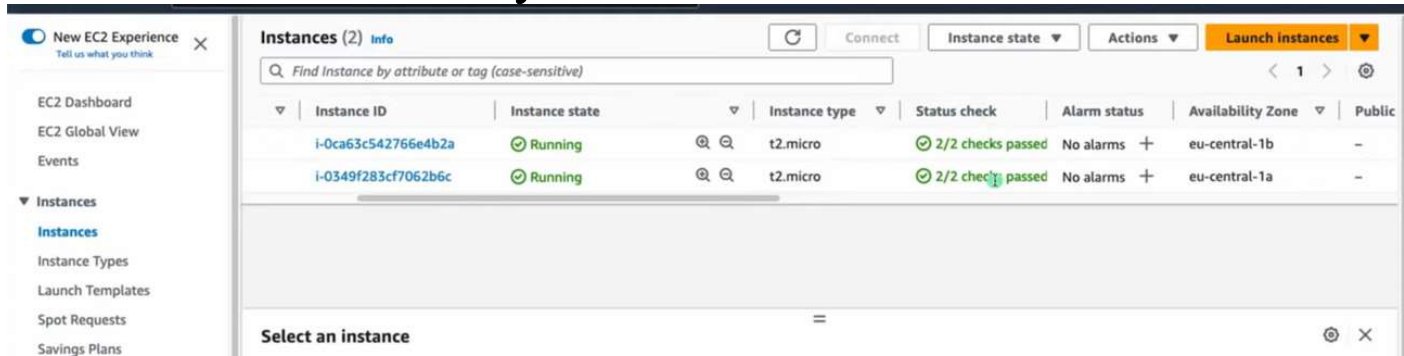 New EC2 Experience
Tell us what you think
EC2 Dashboard
EC2 Global View
Events
Instances
Instances
Instance Types
Launch Templates
Spot Requests
Savings Plans
Instances (2) Info
Connect
Instance state
Actions
Launch instances
Find Instance by attribute or tag (case-sensitive)
1
Instance ID Instance state Instance type Status check Alarm status Availability Zone Public
i-0ca63c542766e4b2a Running t2.micro 2/2 checks passed No alarms + eu-central-1b –
i-0349f283cf7062b6c Running t2.micro 2/2 checks passed No alarms + eu-central-1a –
Select an instance